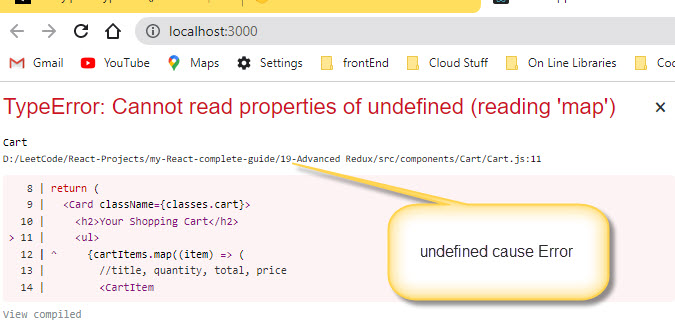 localhost:3000
Gmail YouTube Maps Settings frontEnd Cloud Stuff On Line Libraries
TypeError: Cannot read properties of undefined (reading 'map') ×
Cart
D:/LeetCode/React-Projects/my-React-complete-guide/19-Advanced Redux/src/components/Cart/Cart.js:11
8 | return (
9 | <Card className={classes.cart}>
10 | <h2>Your Shopping Cart</h2>
> 11 | <ul>
12 | ^ {cartItems.map((item) => (
13 | //title, quantity, total, price
14 | <CartItem
undefined cause Error
View compiled